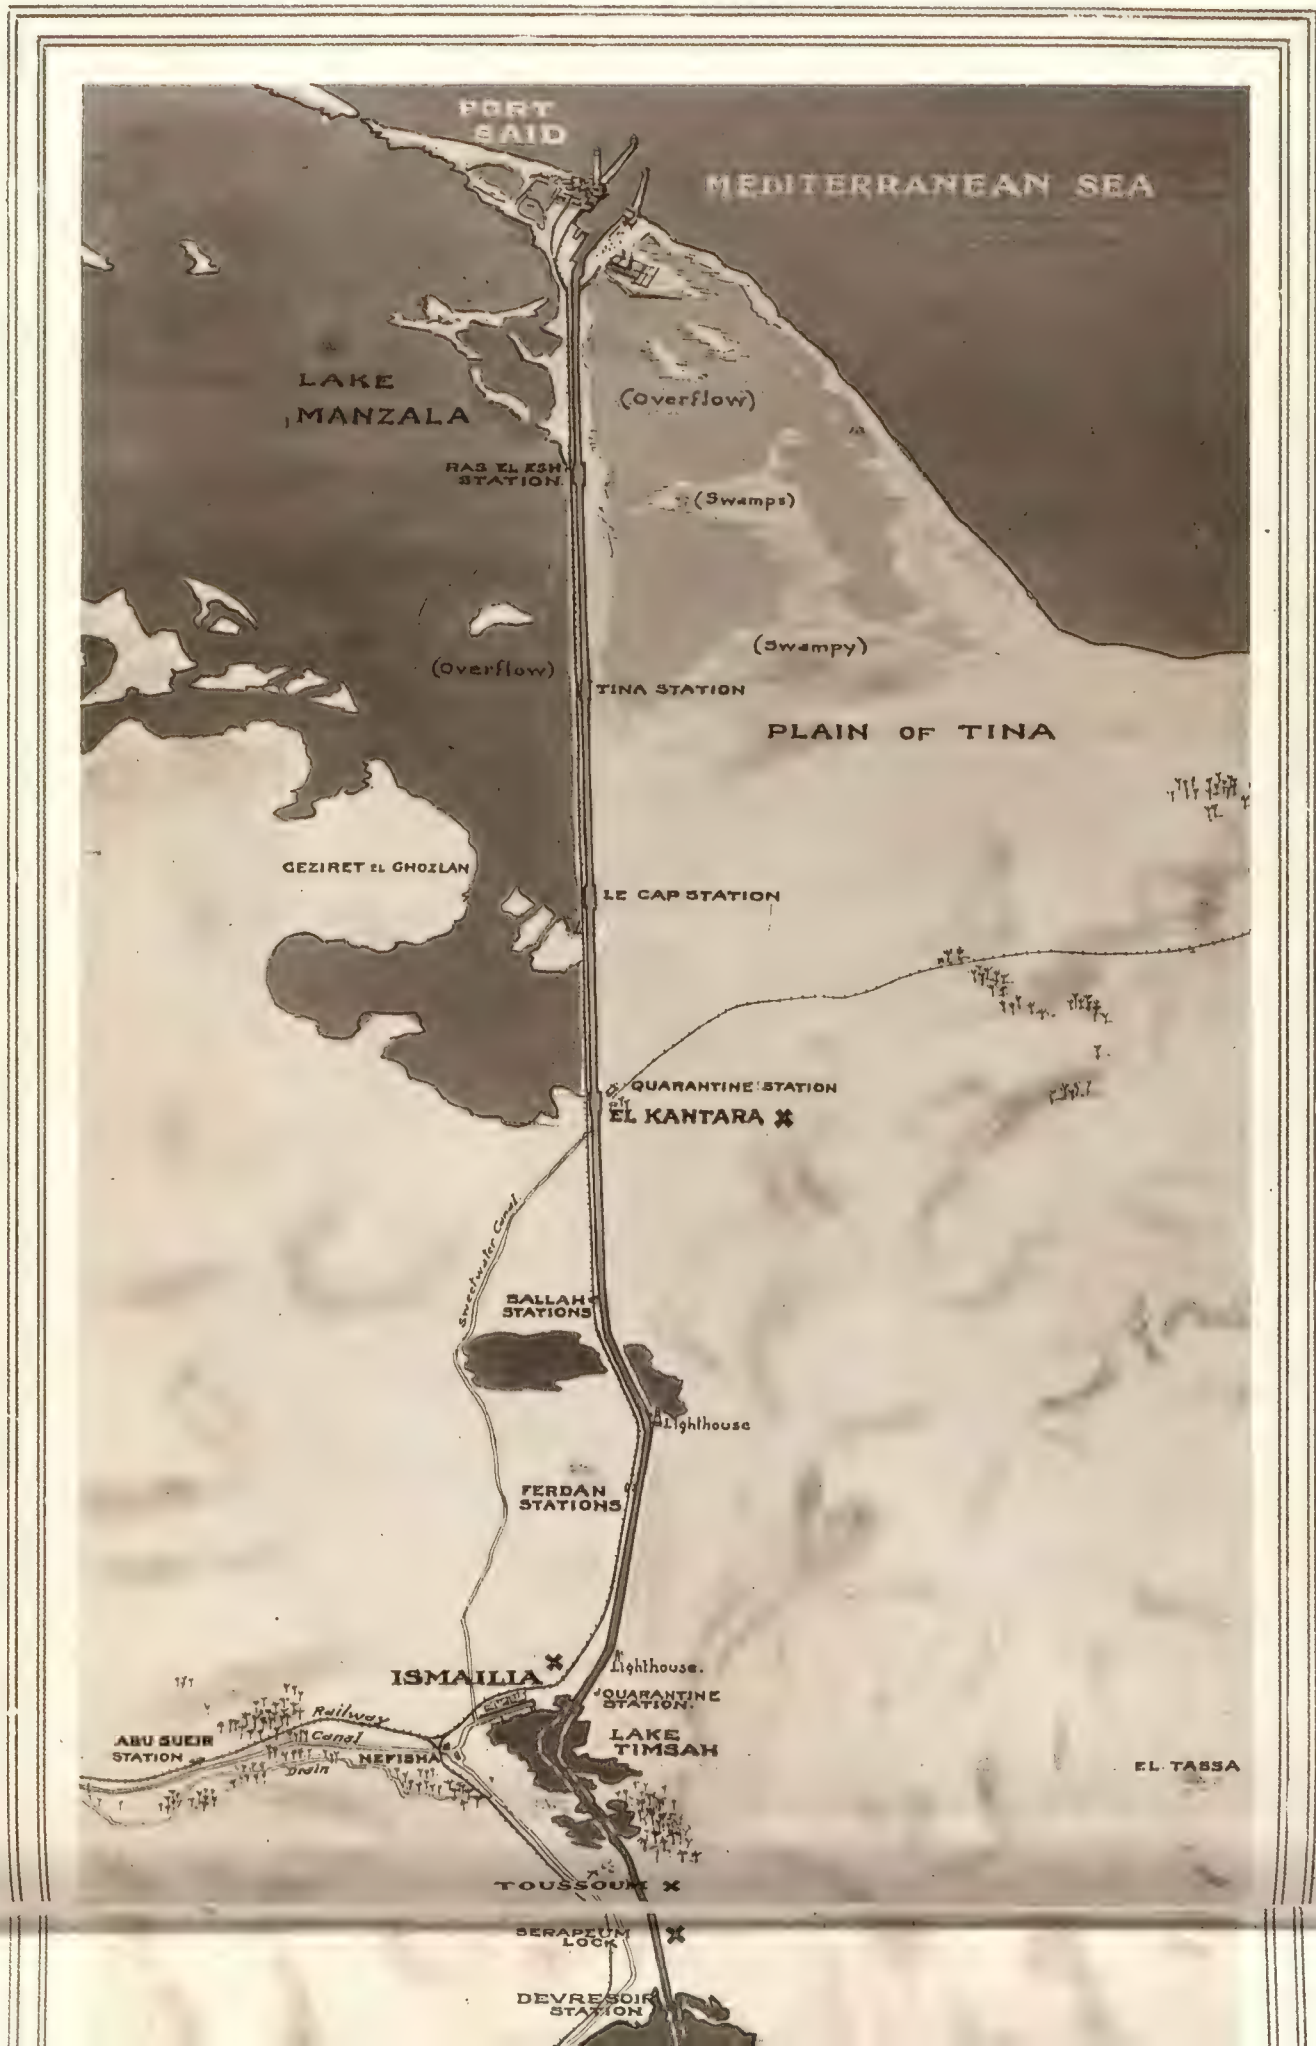 PORT
SAID
MEDITERRANEAN SEA
LAKE
MANZALA
(Overflow)
RAS EL ESH
STATION.
(Swamps)
(Swampy)
(Overflow)
TINA STATION
PLAIN OF TINA
GEZIRET EL GHOZLAN
LE CAP STATION
QUARANTINE STATION
EL KANTARA
Sweetwater Canal.
BALLAH
STATIONS
Lighthouse
FERDAN
STATIONS
ISMAILIA
Lighthouse.
QUARANTINE
STATION.
Railway
LAKE
TIMSAH
ABU SUEIR
STATION
Canal
NEFISHA
Drain
EL TASSA
TOUSSOUM
SERAPEUM
LOCK
DEVRESOIR
STATION